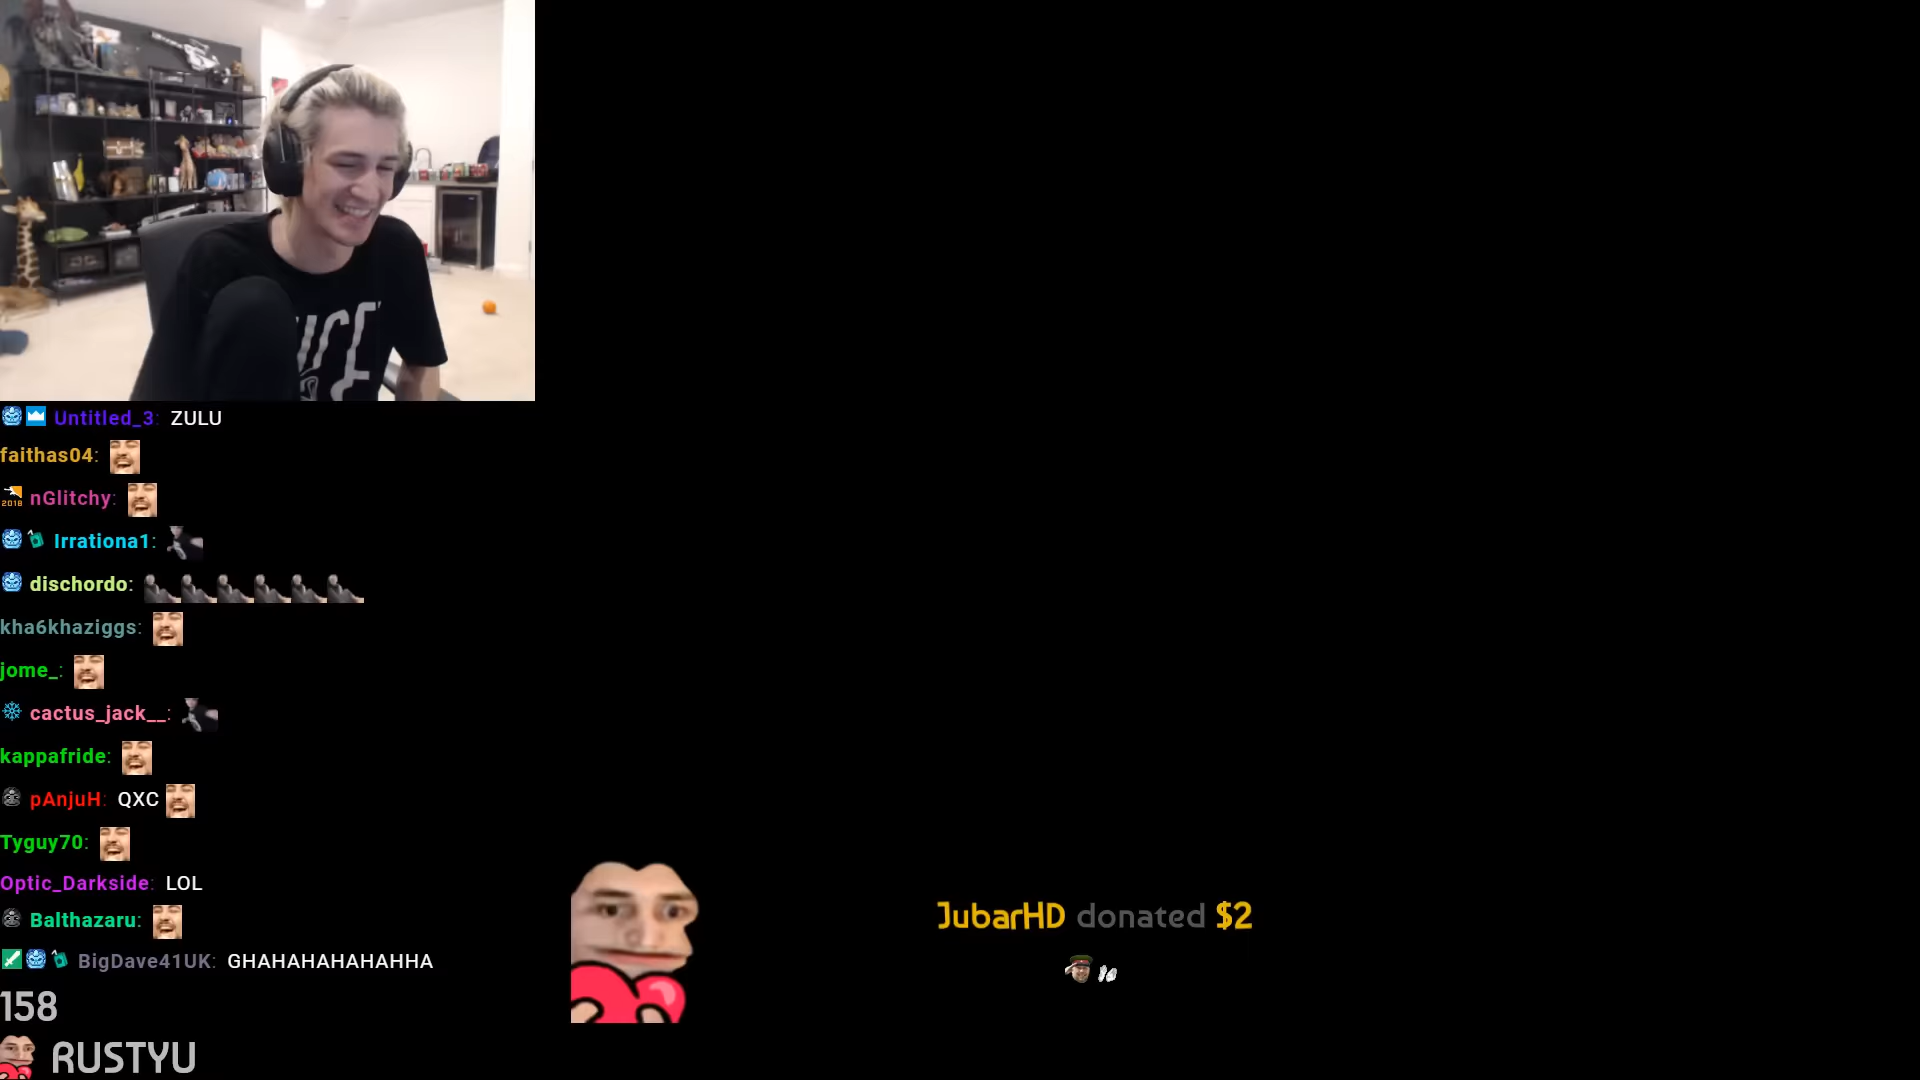 Untitled_3: ZULU
faithas04:
2018 nGlitchy:
Irrationa1:
dischordo:
kha6khaziggs:
jome_:
cactus_jack__:
kappafride:
pAnjuH: QXC
Tyguy70:
Optic_Darkside: LOL
Balthazaru:
BigDave41UK: GHAHAHAHAHAHHA
JubarHD donated $2
158
RUSTYU